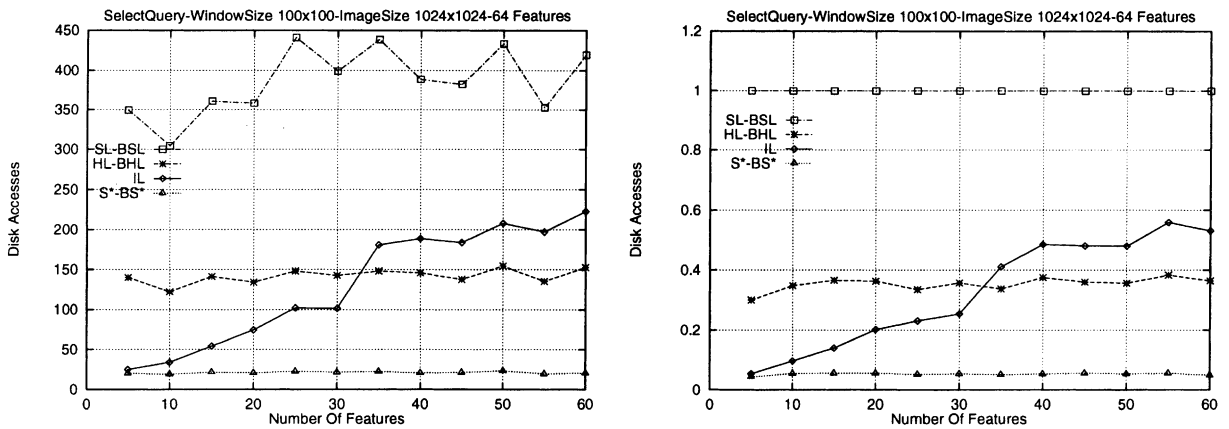 SelectQuery-WindowSize 100x100-ImageSize 1024x1024-64 Features
450
400
350
300
250
200
150
100
50
0
Disk Accesses
SL-BSL
HL-BHL
IL
S*-BS*
0 10 20 30 40 50 60
Number Of Features
SelectQuery-WindowSize 100x100-ImageSize 1024x1024-64 Features
1.2
1
0.8
0.6
0.4
0.2
0
Disk Accesses
SL-BSL
HL-BHL
IL
S*-BS*
0 10 20 30 40 50 60
Number Of Features